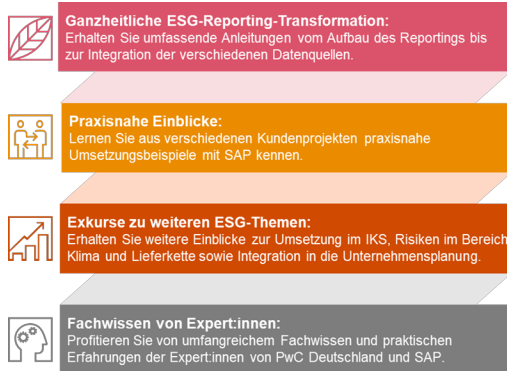 Ganzheitliche ESG-Reporting-Transformation:
Erhalten Sie umfassende Anleitungen vom Aufbau des Reportings bis
zur Integration der verschiedenen Datenquellen.
Praxisnahe Einblicke:
Lernen Sie aus verschiedenen Kundenprojekten praxisnahe
Umsetzungsbeispiele mit SAP kennen.
Exkurse zu weiteren ESG-Themen:
Erhalten Sie weitere Einblicke zur Umsetzung im IKS, Risiken im Bereich
Klima und Lieferkette sowie Integration in die Unternehmensplanung.
Fachwissen von Expert:innen:
Profitieren Sie von umfangreichem Fachwissen und praktischen
Erfahrungen der Expert:innen von PwC Deutschland und SAP.